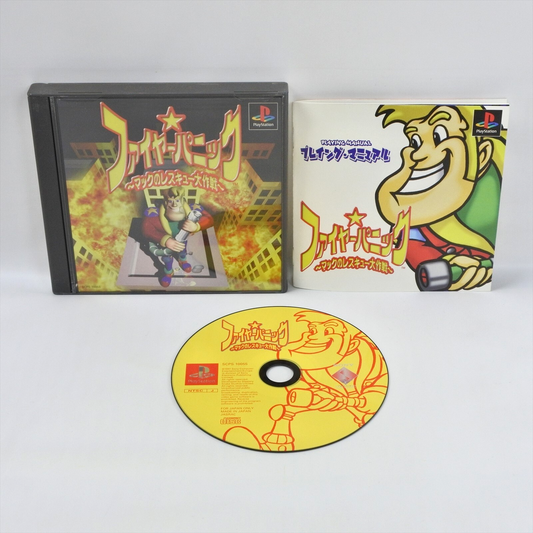 ファイヤーパニック
～マックのレスキュー大作戦～
PlayStation
PLAYING MANUAL
プレイング・マニュアル
PlayStation
ファイヤーパニック
～マックのレスキュー大作戦～
ファイヤーパニック
～マックのレスキュー大作戦～
PlayStation
NTSC J